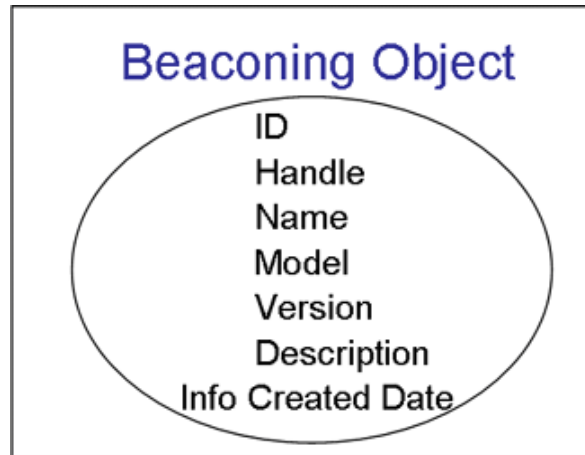 Beaconing Object
ID
Handle
Name
Model
Version
Description
Info Created Date